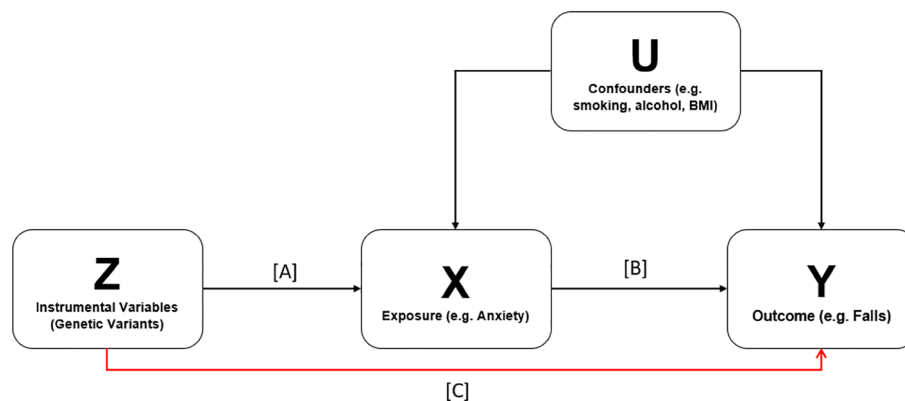 U
Confounders (e.g.
smoking, alcohol, BMI)
Z
Instrumental Variables
(Genetic Variants)
[A]
X
Exposure (e.g. Anxiety)
[B]
Y
Outcome (e.g. Falls)
[C]